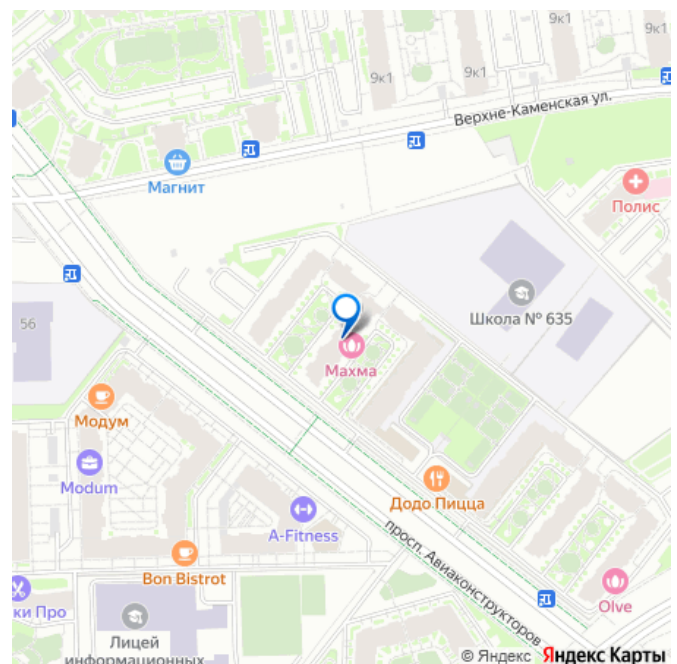 9к1
9к1
9к1
Верхне-Каменская ул.
Магнит
Полис
56
Школа № 635
Махма
Модум
Modum
Додо Пицца
A-Fitness
просп. Авиаконструкторов
Bon Bistrot
ки Про
Olve
Лицей
информационных
© Яндекс Яндекс Карты